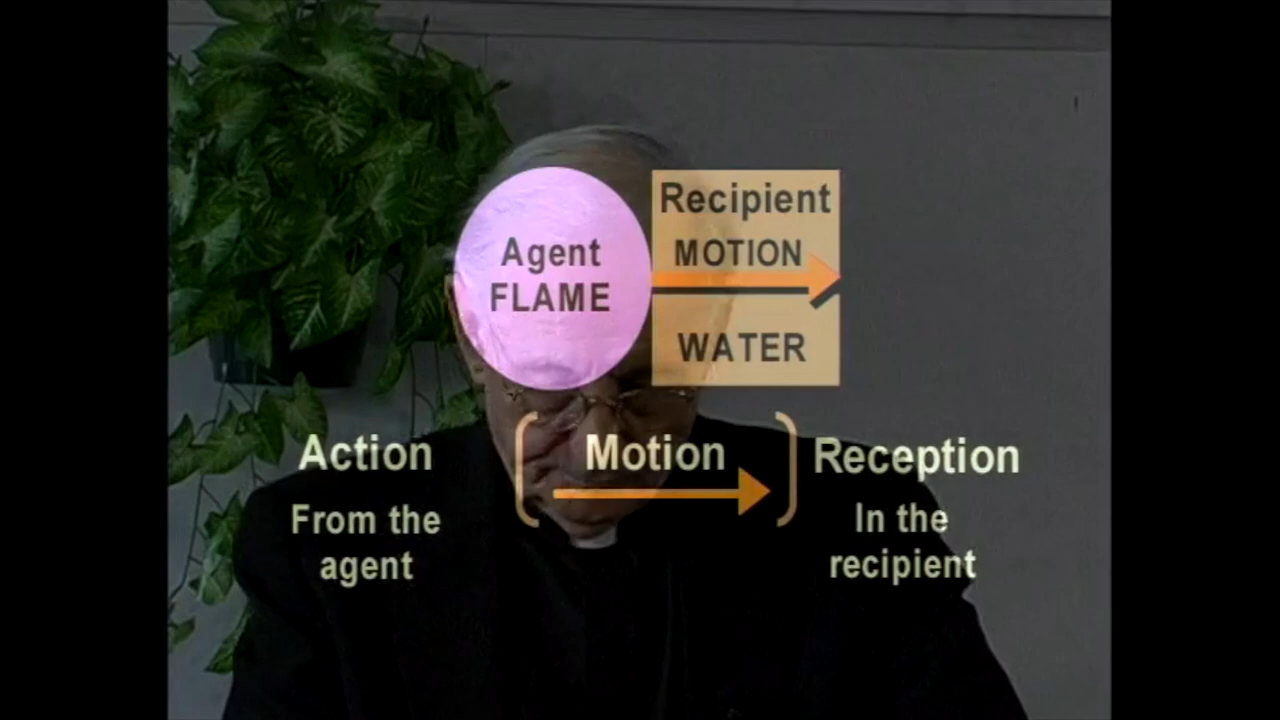 Agent
FLAME
Recipient
MOTION
WATER
Action
Motion
Reception
From the
agent
In the
recipient